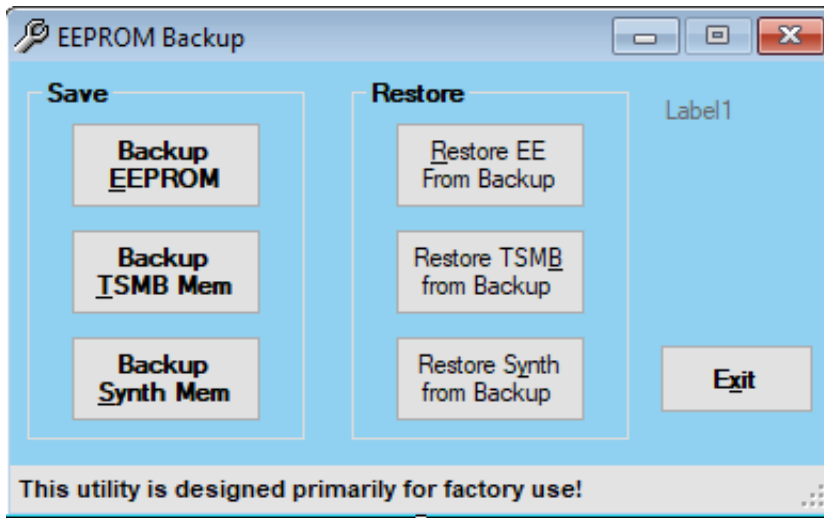 EEPROM Backup
Save
Backup
EEPROM
Backup
TSMB Mem
Backup
Synth Mem
Restore
Restore EE
From Backup
Restore TSMB
from Backup
Restore Synth
from Backup
Label1
Exit
This utility is designed primarily for factory use!